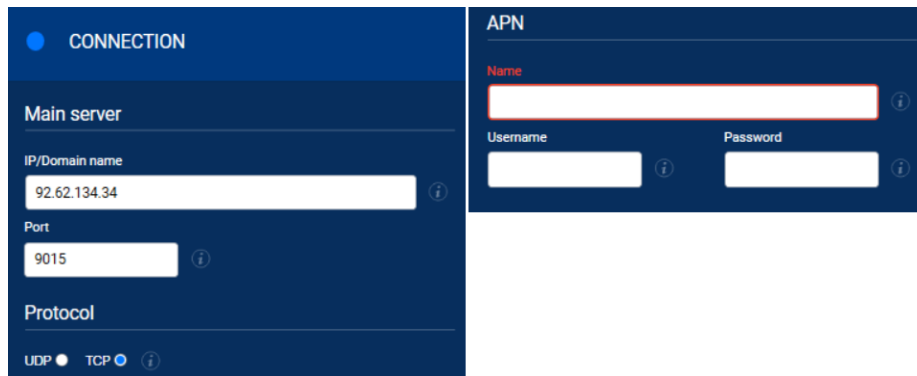 CONNECTION
Main server
IP/Domain name
92.62.134.34
Port
9015
Protocol
UDP TCP
APN
Name
Username Password